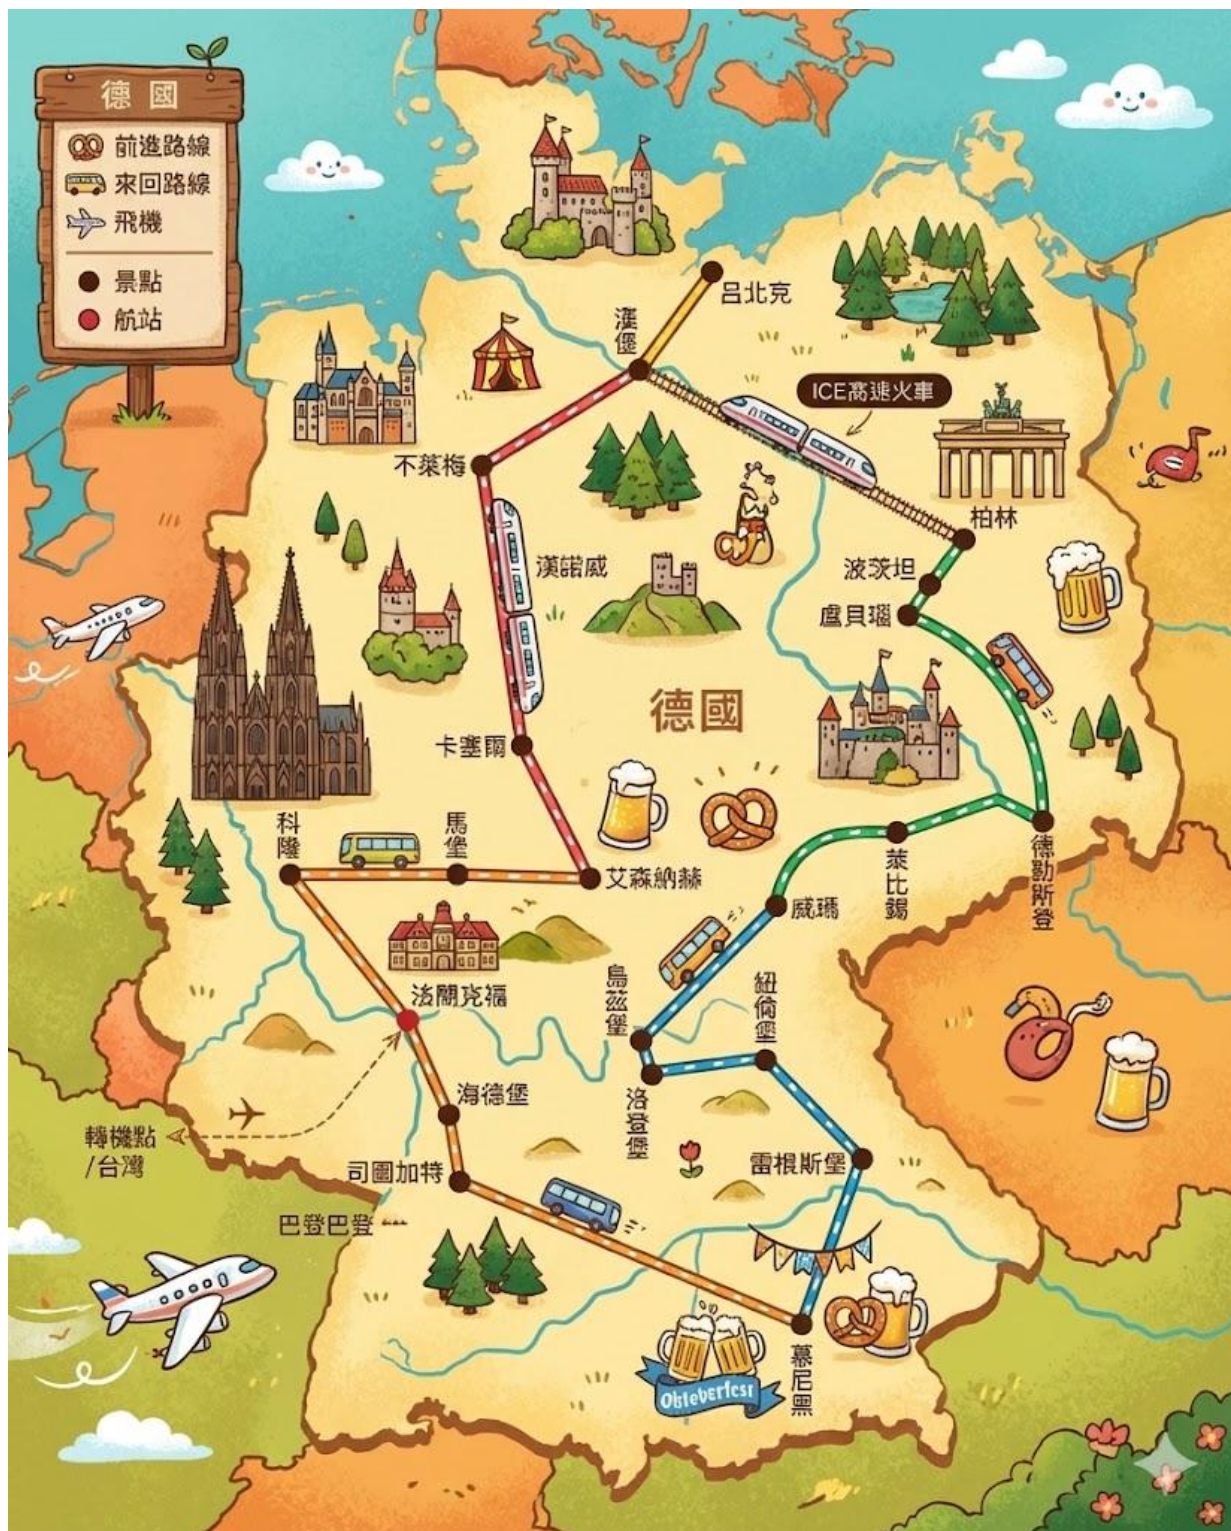 德國
前進路線
來回路線
飛機
景點
航站
呂北克
漢堡
ICE高速火車
不萊梅
柏林
漢諾威
波茨坦
盧貝瑙
德國
卡塞爾
科隆
馬堡
艾森納赫
萊比錫
德勒斯登
威瑪
烏茲堡
紐倫堡
法蘭克福
洛登堡
海德堡
轉機點
/台灣
司圖加特
雷根斯堡
巴登巴登
Oktoberfest
慕尼黑